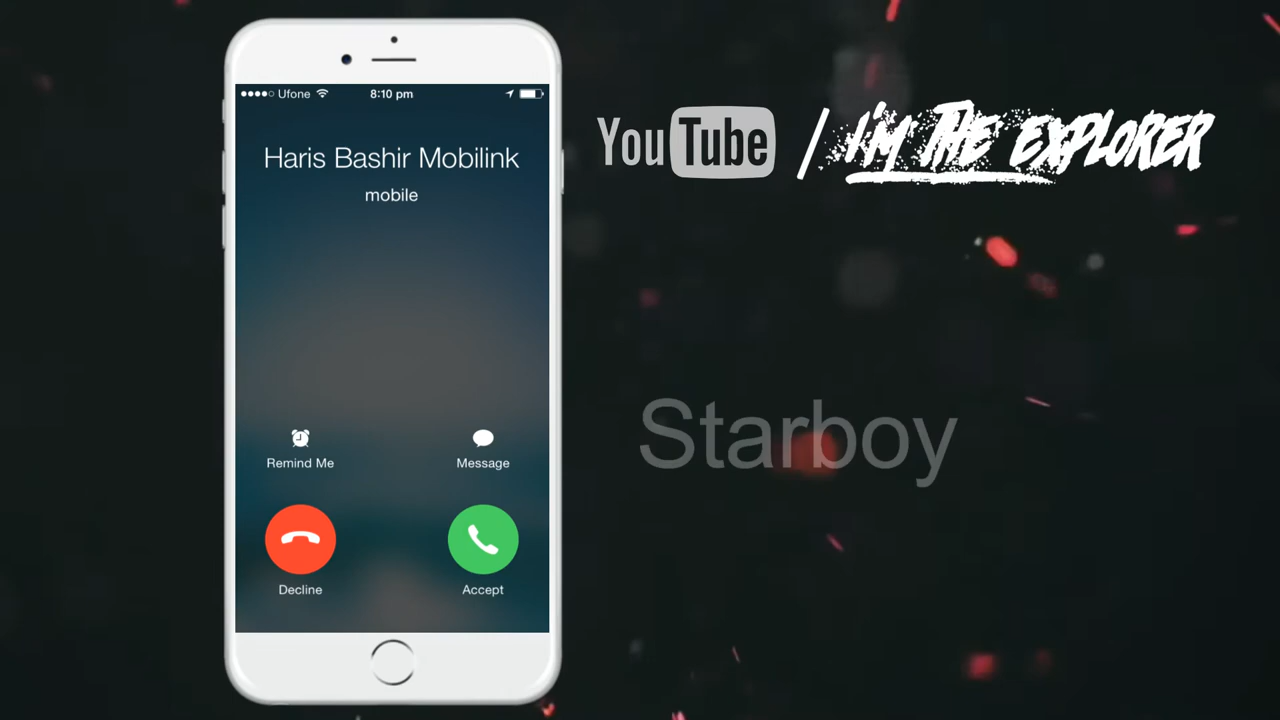 Ufone 8:10 pm
Haris Bashir Mobilink
mobile
Remind Me Message
Decline Accept
YouTube / I'M THE EXPLORER
Starboy